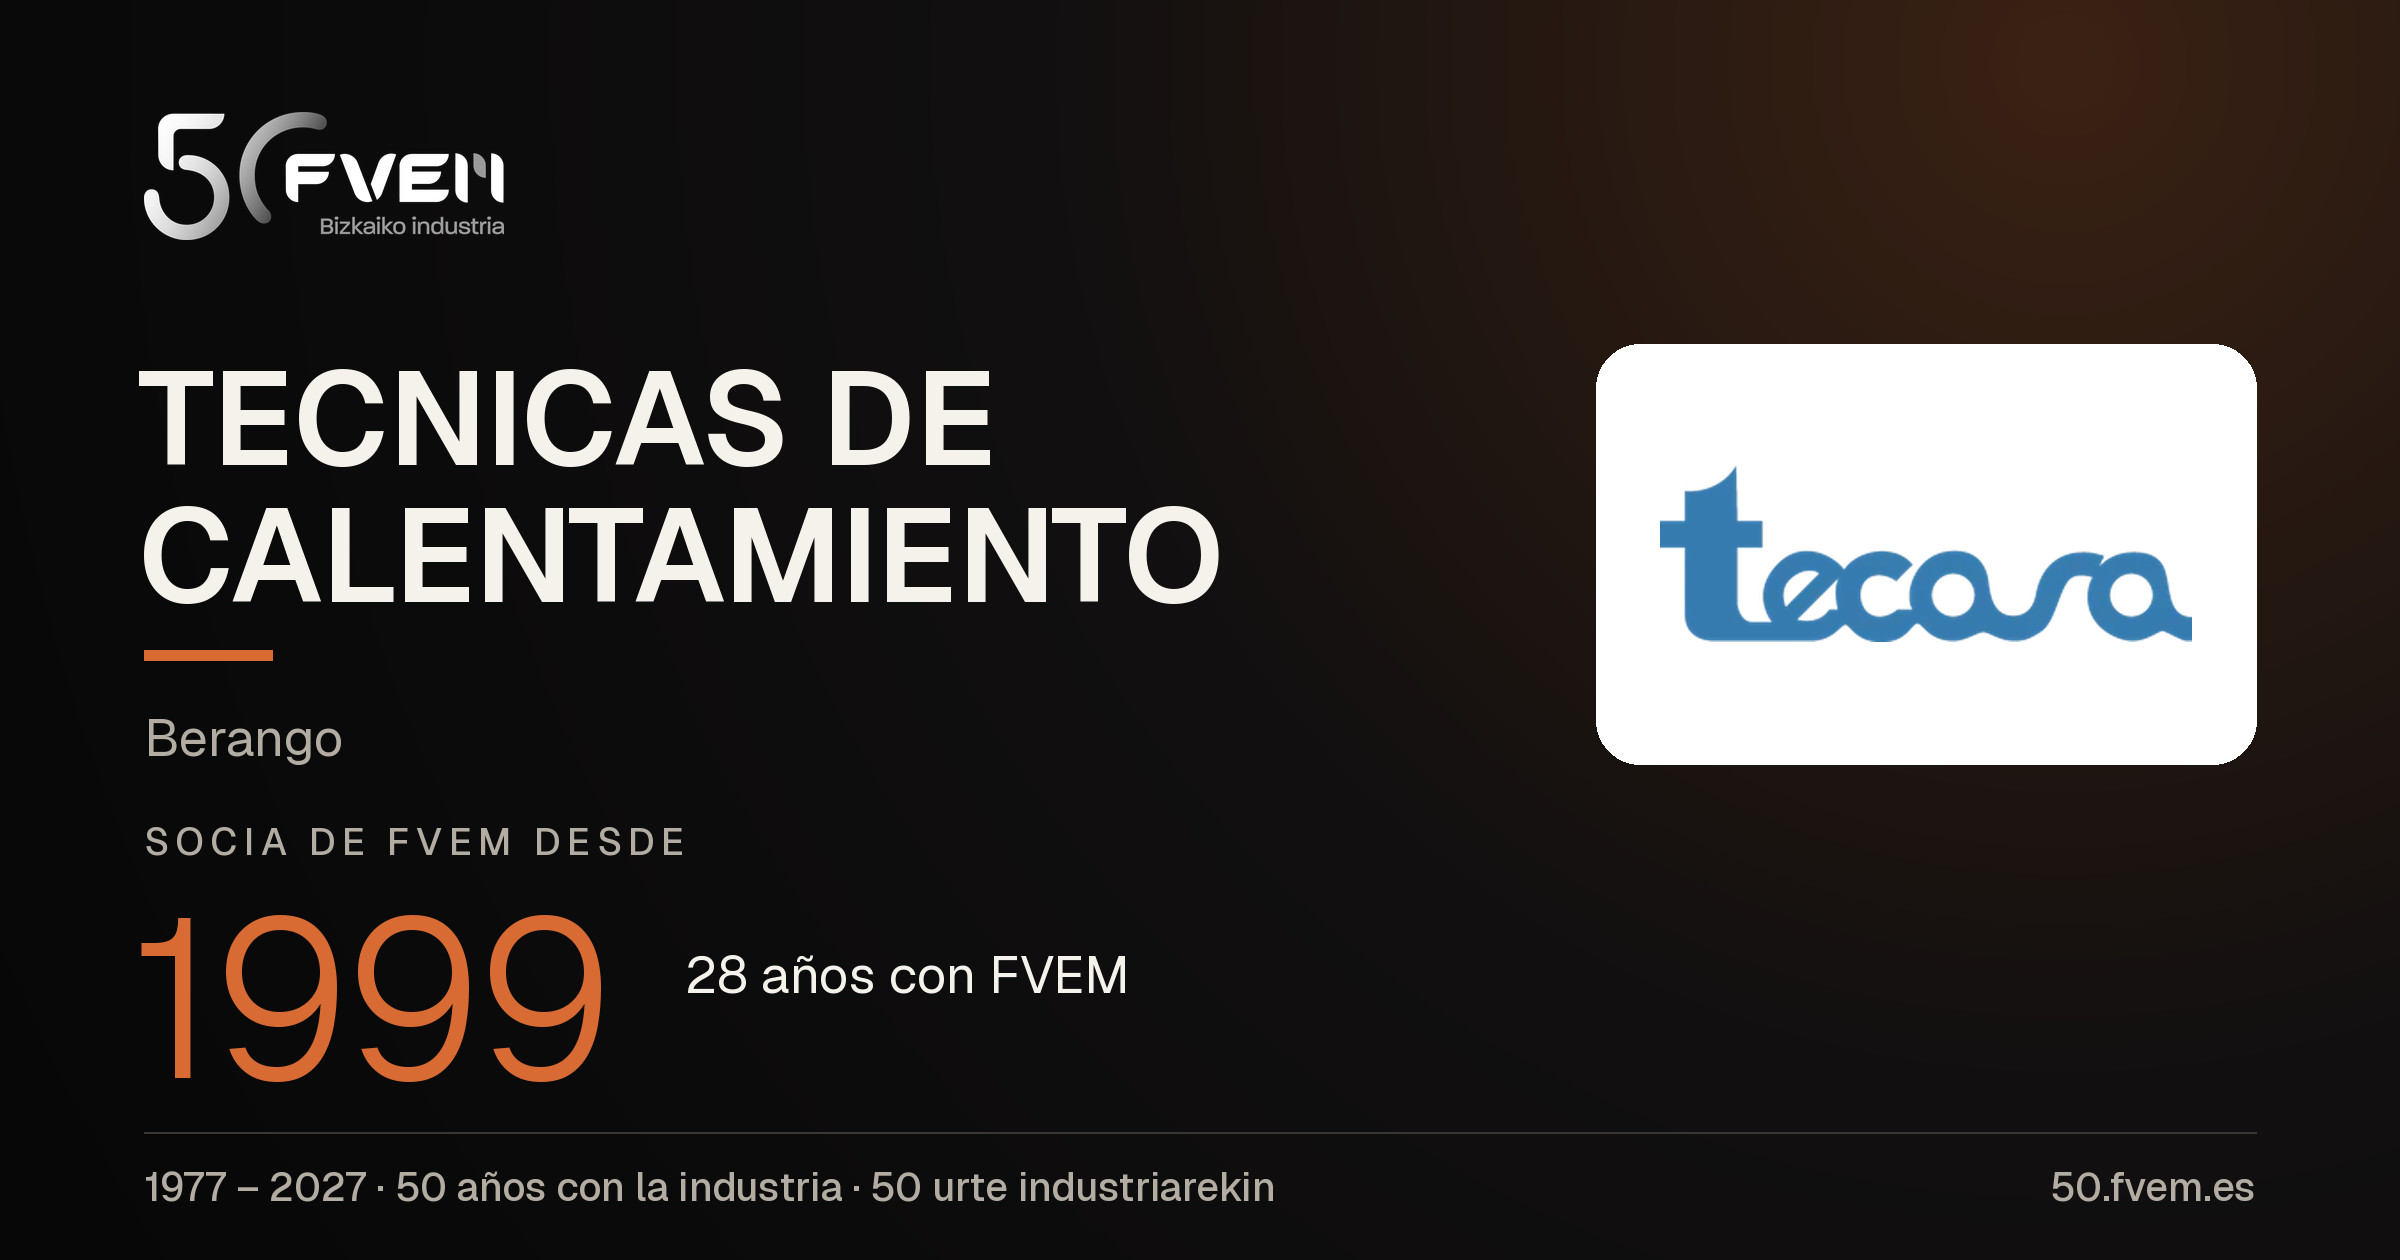 50 FVEM
Bizkaiko industria
TECNICAS DE
CALENTAMIENTO
tecasa
Berango
SOCIA DE FVEM DESDE
1999
28 años con FVEM
1977 – 2027 · 50 años con la industria · 50 urte industriarekin
50.fvem.es